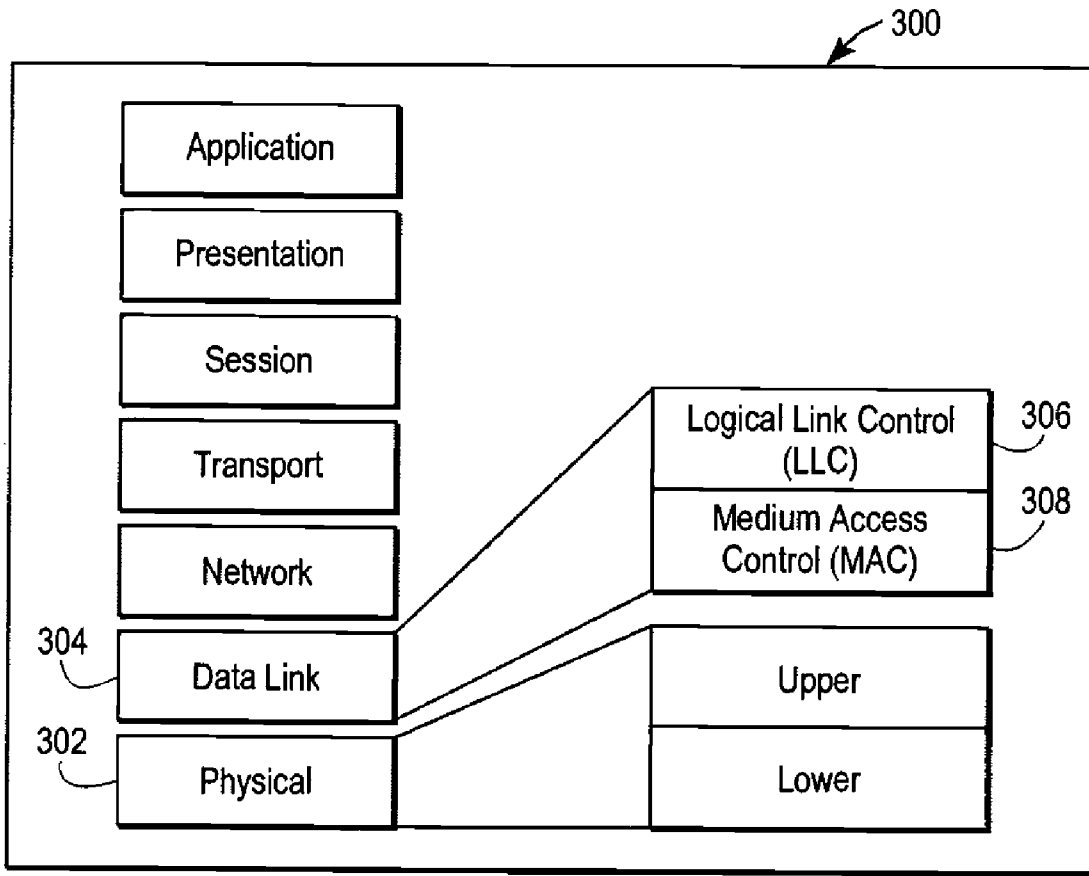 300
Application
Presentation
Session
Transport
Network
304
Data Link
302
Physical
Logical Link Control
(LLC)
306
Medium Access
Control (MAC)
308
Upper
Lower